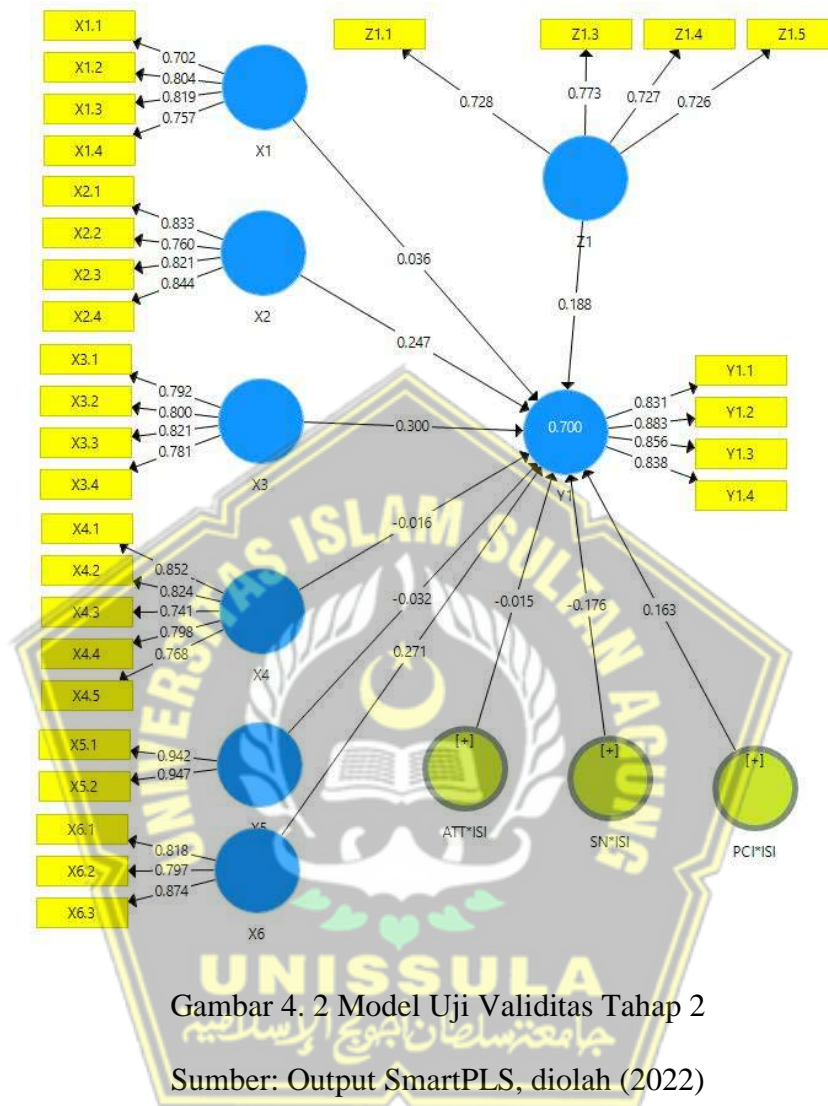 X1.1
X1.2
X1.3
X1.4
0.702
0.804
0.819
0.757
X1
Z1.1
Z1.3
Z1.4
Z1.5
0.728
0.773
0.727
0.726
Z1
X2.1
X2.2
X2.3
X2.4
0.833
0.760
0.821
0.844
X2
0.036
0.188
0.247
X3.1
X3.2
X3.3
X3.4
0.792
0.800
0.821
0.781
X3
0.300
0.700
Y1
0.831
0.883
0.856
0.838
Y1.1
Y1.2
Y1.3
Y1.4
X4.1
X4.2
X4.3
X4.4
X4.5
0.852
0.824
0.741
0.798
0.768
X4
-0.016
-0.032
0.271
-0.015
-0.176
0.163
X5.1
X5.2
0.942
0.947
X5
X6.1
X6.2
X6.3
0.818
0.797
0.874
X6
[+]
ATT*ISI
[+]
SN*ISI
[+]
PCI*ISI
UNIVERSITAS ISLAM SULTAN AGUNG
UNISSULA
جامعتسلطان أجونج الإسلامية
Gambar 4. 2 Model Uji Validitas Tahap 2
Sumber: Output SmartPLS, diolah (2022)